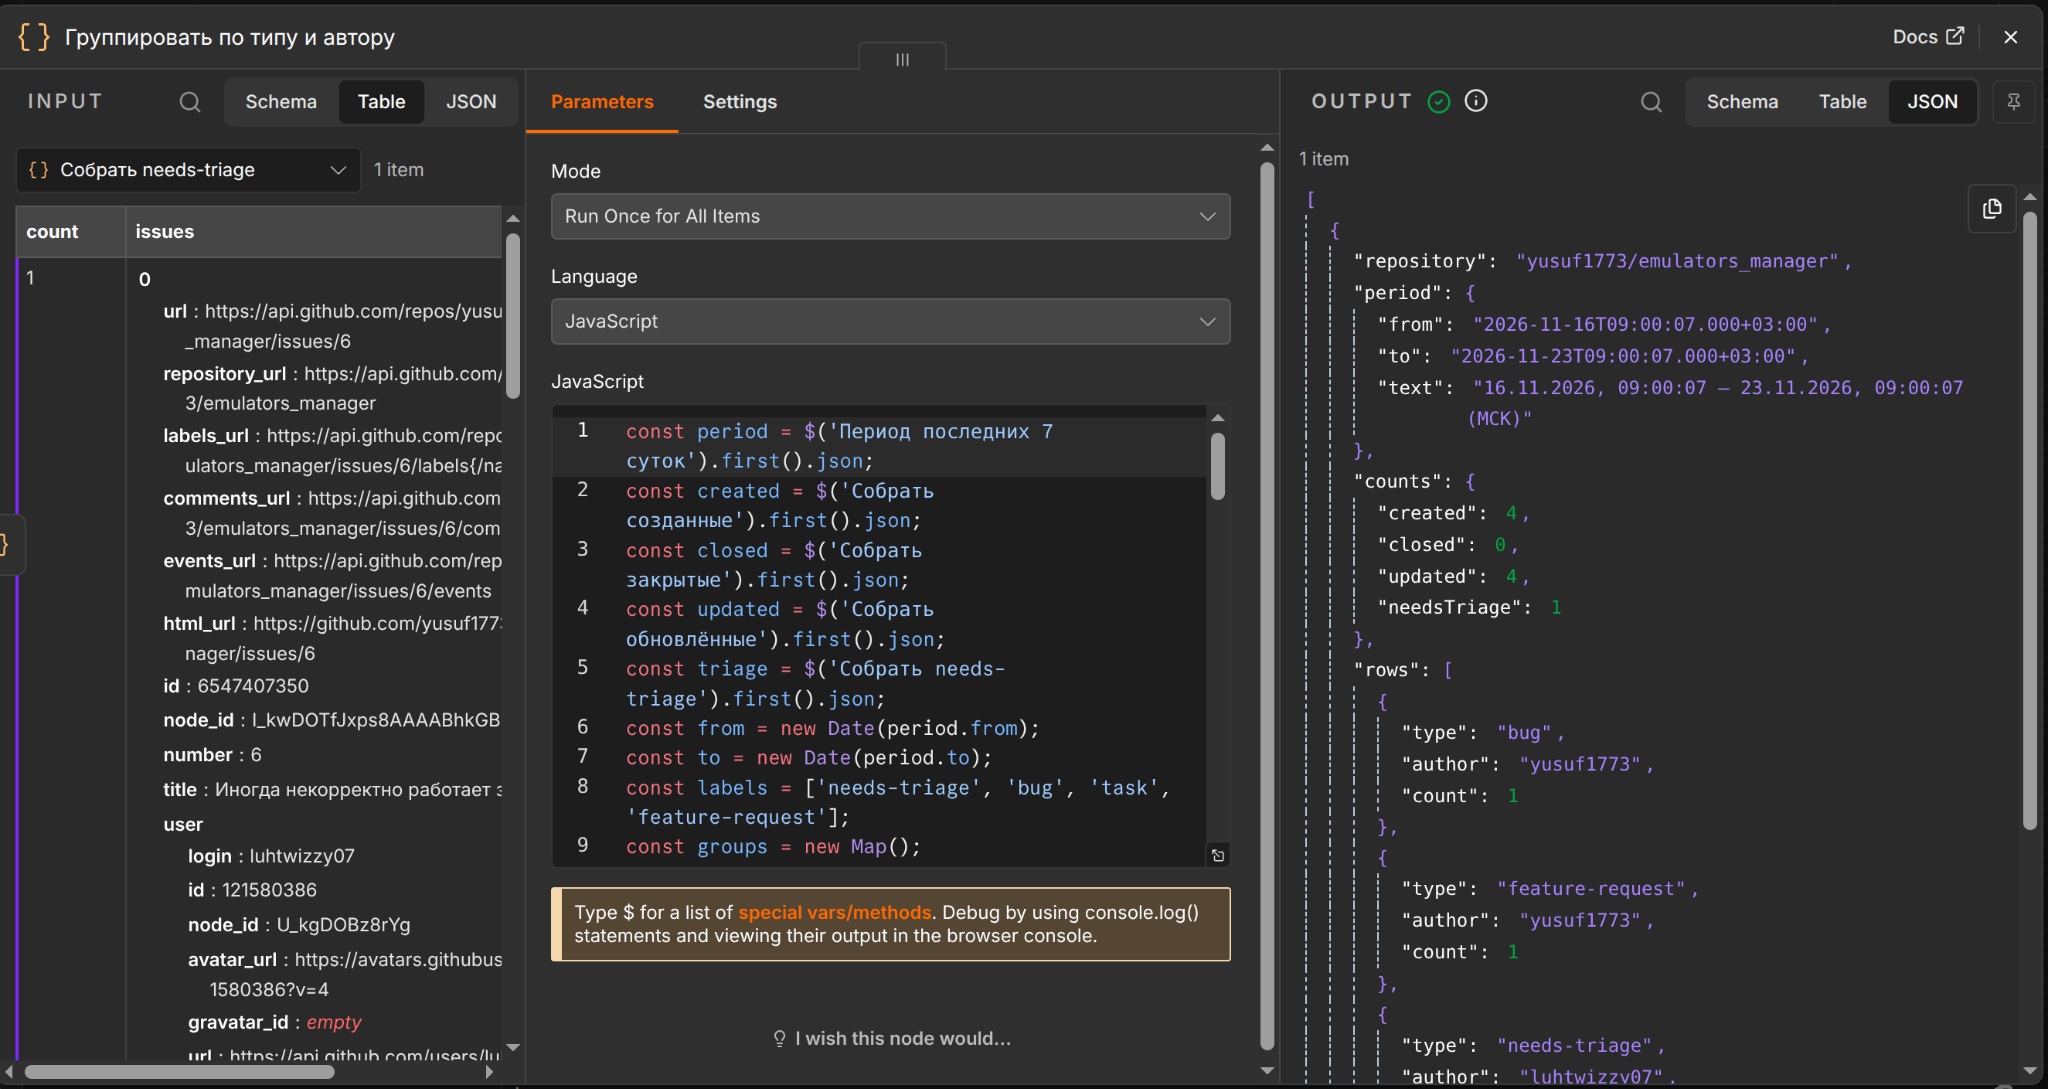 { } Группировать по типу и автору
Docs
INPUT
Schema
Table
JSON
{} Собрать needs-triage
1 item
count
issues
1
0
url : https://api.github.com/repos/yusu
_manager/issues/6
repository_url : https://api.github.com/
3/emulators_manager
labels_url : https://api.github.com/repo
ulators_manager/issues/6/labels{/na
comments_url : https://api.github.com
3/emulators_manager/issues/6/com
events_url : https://api.github.com/rep
mulators_manager/issues/6/events
html_url : https://github.com/yusuf177
nager/issues/6
id : 6547407350
node_id : I_kwDOTfJxps8AAAABhkGB
number : 6
title : Иногда некорректно работает з
user
login : luhtwizzy07
id : 121580386
node_id : U_kgDOBz8rYg
avatar_url : https://avatars.githubus
1580386?v=4
gravatar_id : empty
url : https://api.github.com/users/lu
Parameters
Settings
Mode
Run Once for All Items
Language
JavaScript
JavaScript
1 const period = $('Период последних 7
суток').first().json;
2 const created = $('Собрать
созданные').first().json;
3 const closed = $('Собрать
закрытые').first().json;
4 const updated = $('Собрать
обновлённые').first().json;
5 const triage = $('Собрать needs-
triage').first().json;
6 const from = new Date(period.from);
7 const to = new Date(period.to);
8 const labels = ['needs-triage', 'bug', 'task',
'feature-request'];
9 const groups = new Map();
Type $ for a list of special vars/methods. Debug by using console.log()
statements and viewing their output in the browser console.
I wish this node would...
OUTPUT
Schema
Table
JSON
1 item
[
{
"repository": "yusuf1773/emulators_manager",
"period": {
"from": "2026-11-16T09:00:07.000+03:00",
"to": "2026-11-23T09:00:07.000+03:00",
"text": "16.11.2026, 09:00:07 — 23.11.2026, 09:00:07
(МСК)"
},
"counts": {
"created": 4,
"closed": 0,
"updated": 4,
"needsTriage": 1
},
"rows": [
{
"type": "bug",
"author": "yusuf1773",
"count": 1
},
{
"type": "feature-request",
"author": "yusuf1773",
"count": 1
},
{
"type": "needs-triage",
"author": "luhtwizzy07",